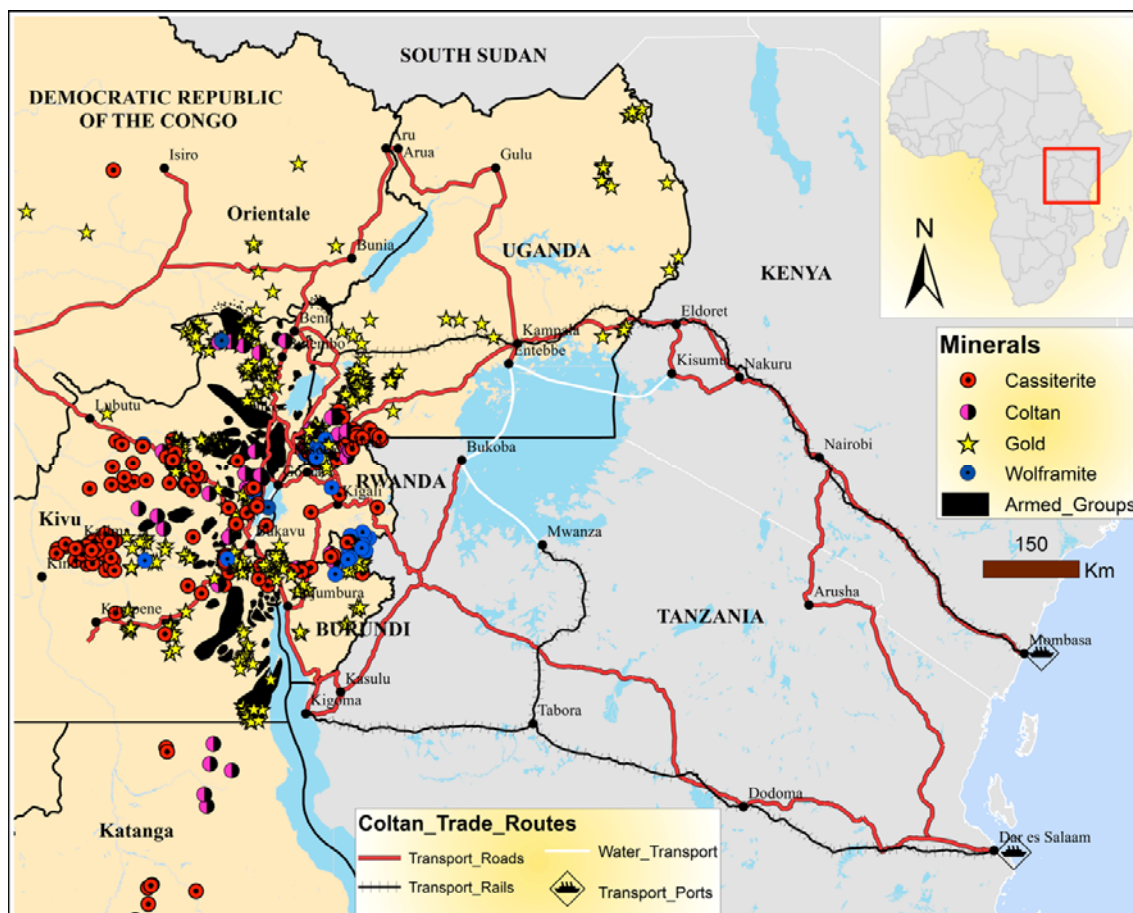 SOUTH SUDAN
DEMOCRATIC REPUBLIC
OF THE CONGO
Aru
Arua
Isiro
Gulu
Orientale
Bunia
UGANDA
KENYA
N
Beni
Kampala
Entebbe
Eldoret
Kisumu
Nakuru
Minerals
Cassiterite
Coltan
Gold
Wolframite
Armed_Groups
150
Km
Lubutu
Bukoba
Nairobi
RWANDA
Kigali
Kivu
Bukavu
Mwanza
Arusha
TANZANIA
BURUNDI
Mombasa
Kasulu
Kigoma
Tabora
Katanga
Dodoma
Dar es Salaam
Coltan_Trade_Routes
Transport_Roads
Water_Transport
Transport_Rails
Transport_Ports